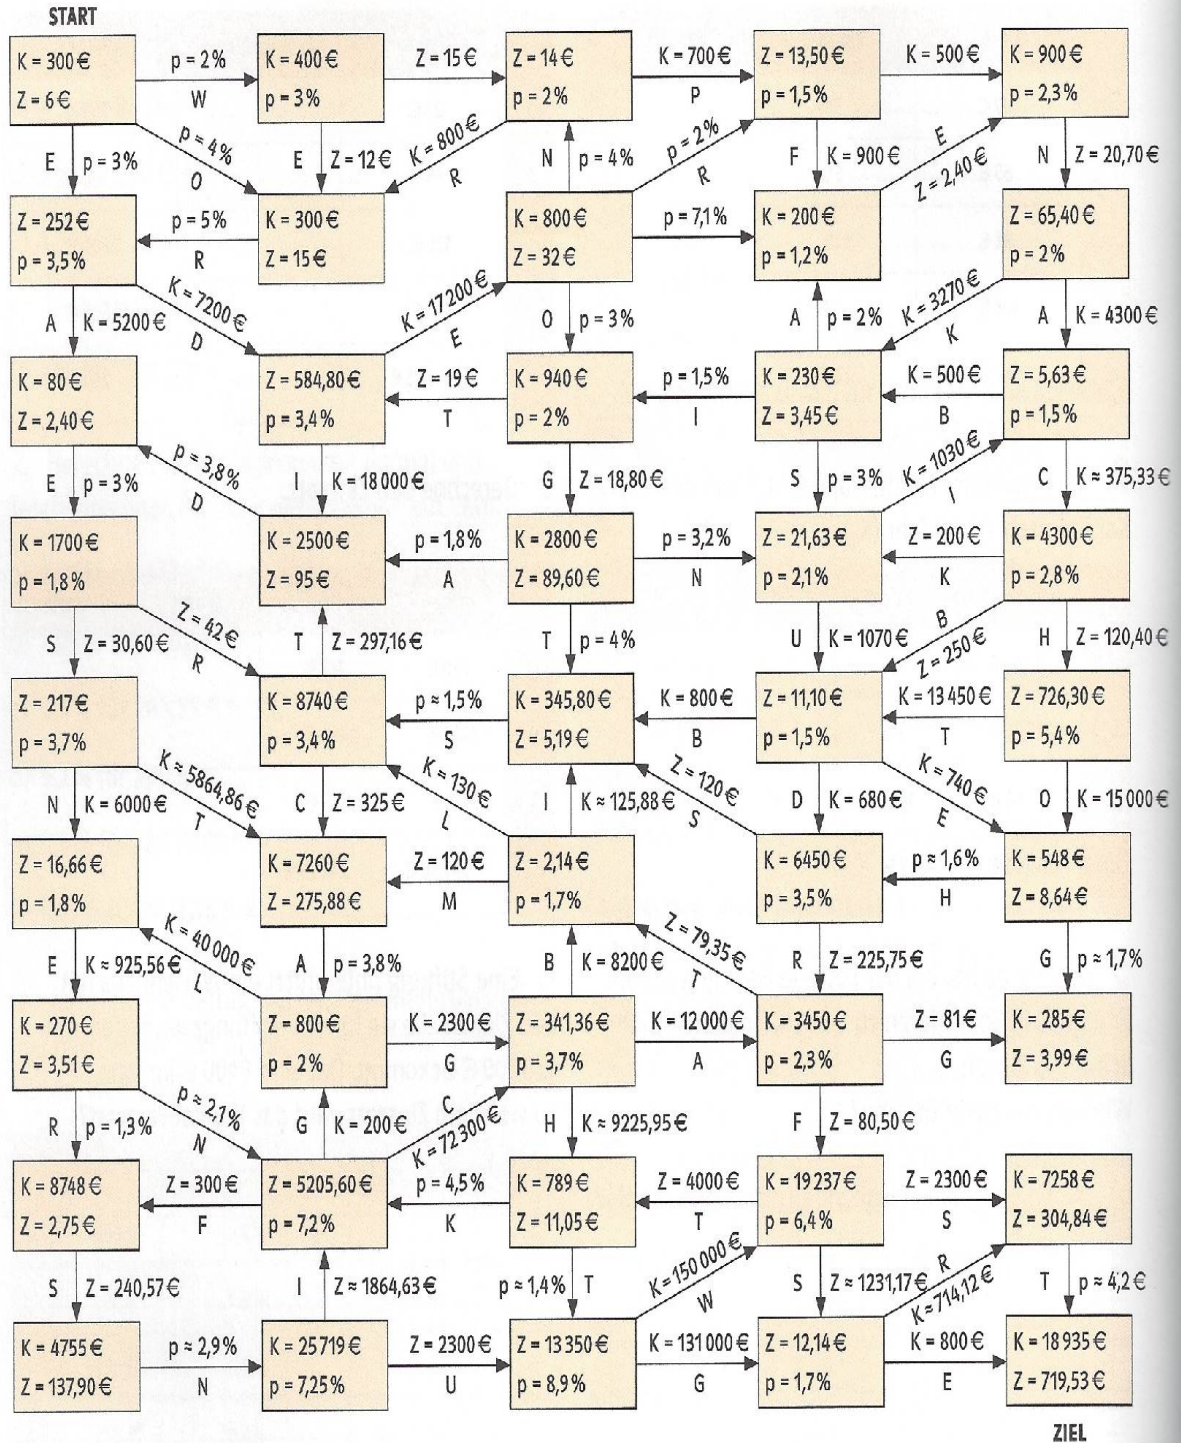 START
K = 300 €
Z = 6 €
p = 2%
W
K = 400 €
p = 3%
Z = 15 €
Z = 14 €
p = 2%
K = 700 €
P
Z = 13,50 €
p = 1,5%
K = 500 €
K = 900 €
p = 2,3%
E p = 3%
p = 4%
O
E Z = 12 €
K = 800 €
R
N p = 4%
p = 2%
R
F K = 900 €
E
Z = 2,40 €
N Z = 20,70 €
Z = 252 €
p = 3,5%
p = 5%
R
K = 300 €
Z = 15 €
K = 800 €
Z = 32 €
p = 7,1%
K = 200 €
p = 1,2%
Z = 65,40 €
p = 2%
A K = 5200 €
K = 7200 €
D
K = 17200 €
E
O p = 3%
A p = 2%
K = 3270 €
K
A K = 4300 €
K = 80 €
Z = 2,40 €
Z = 584,80 €
p = 3,4%
Z = 19 €
T
K = 940 €
p = 2%
p = 1,5%
I
K = 230 €
Z = 3,45 €
K = 500 €
B
Z = 5,63 €
p = 1,5%
E p = 3%
p = 3,8%
D
I K = 18 000 €
G Z = 18,80 €
S p = 3%
K = 1030 €
I
C K ≈ 375,33 €
K = 1700 €
p = 1,8%
K = 2500 €
Z = 95 €
p = 1,8%
A
K = 2800 €
Z = 89,60 €
p = 3,2%
N
Z = 21,63 €
p = 2,1%
Z = 200 €
K
K = 4300 €
p = 2,8%
S Z = 30,60 €
Z = 42 €
R
T Z = 297,16 €
T p = 4%
U K = 1070 €
B
Z = 250 €
H Z = 120,40 €
Z = 217 €
p = 3,7%
K = 8740 €
p = 3,4%
p ≈ 1,5%
S
K = 345,80 €
Z = 5,19 €
K = 800 €
B
Z = 11,10 €
p = 1,5%
K = 13 450 €
T
Z = 726,30 €
p = 5,4%
N K = 6000 €
K ≈ 5864,86 €
T
C Z = 325 €
K = 130 €
L
I K ≈ 125,88 €
Z = 120 €
S
D K = 680 €
K = 740 €
E
O K = 15 000 €
Z = 16,66 €
p = 1,8%
K = 7260 €
Z = 275,88 €
Z = 120 €
M
Z = 2,14 €
p = 1,7%
K = 6450 €
p = 3,5%
p ≈ 1,6%
H
K = 548 €
Z = 8,64 €
E K ≈ 925,56 €
K = 40 000 €
L
A p = 3,8%
B K = 8200 €
Z = 79,35 €
T
R Z = 225,75 €
G p ≈ 1,7%
K = 270 €
Z = 3,51 €
Z = 800 €
p = 2%
K = 2300 €
G
Z = 341,36 €
p = 3,7%
K = 12 000 €
A
K = 3450 €
p = 2,3%
Z = 81 €
G
K = 285 €
Z = 3,99 €
R p = 1,3%
p ≈ 2,1%
N
G K = 200 €
C
K = 72 300 €
H K ≈ 9225,95 €
F Z = 80,50 €
K = 8748 €
Z = 2,75 €
Z = 300 €
F
Z = 5205,60 €
p = 7,2%
p = 4,5%
K
K = 789 €
Z = 11,05 €
Z = 4000 €
T
K = 19 237 €
p = 6,4%
Z = 2300 €
S
K = 7258 €
Z = 304,84 €
S Z = 240,57 €
I Z ≈ 1864,63 €
p ≈ 1,4% T
K = 150 000 €
W
S Z ≈ 1231,17 €
R
K ≈ 714,12 €
T p ≈ 4,2%
K = 4755 €
Z = 137,90 €
p ≈ 2,9%
N
K = 25 719 €
p = 7,25%
Z = 2300 €
U
Z = 13 350 €
p = 8,9%
K = 131 000 €
G
Z = 12,14 €
p = 1,7%
K = 800 €
E
K = 18 935 €
Z = 719,53 €
ZIEL